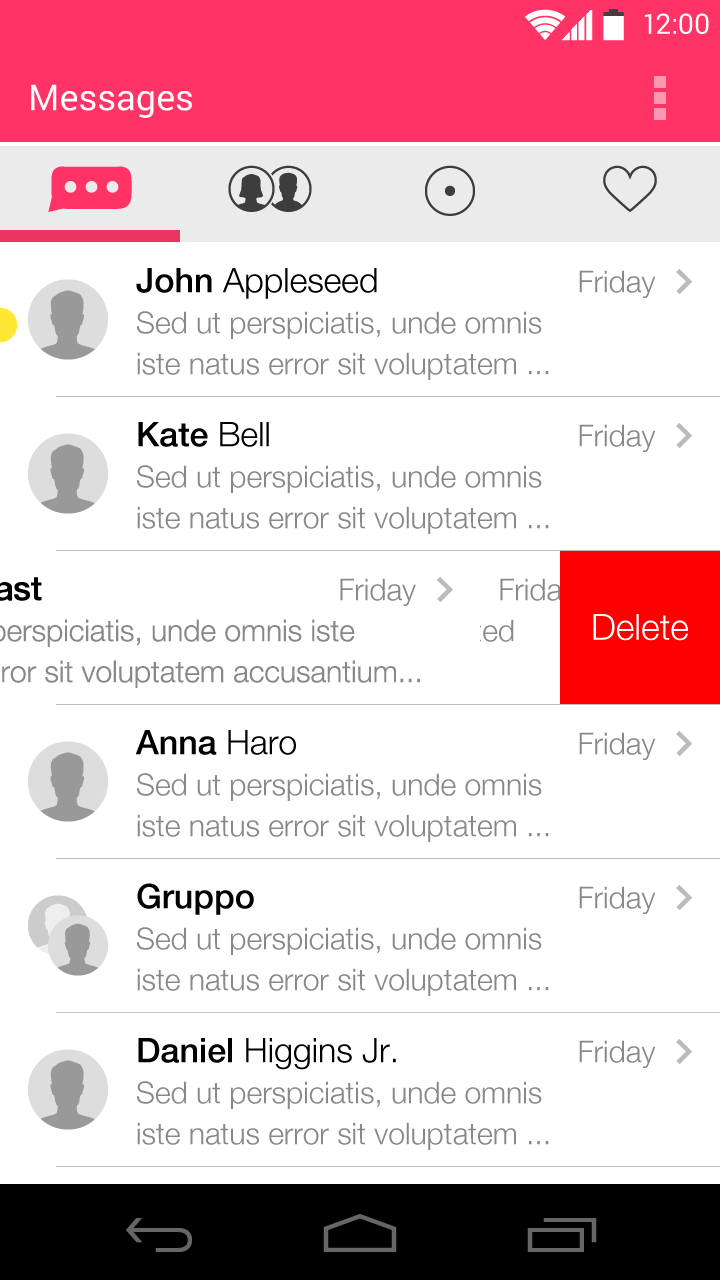 12:00
Messages
John Appleseed Friday
Sed ut perspiciatis, unde omnis
iste natus error sit voluptatem ...
Kate Bell Friday
Sed ut perspiciatis, unde omnis
iste natus error sit voluptatem ...
ast Friday Frida Delete
perspiciatis, unde omnis iste ted
ror sit voluptatem accusantium...
Anna Haro Friday
Sed ut perspiciatis, unde omnis
iste natus error sit voluptatem ...
Gruppo Friday
Sed ut perspiciatis, unde omnis
iste natus error sit voluptatem ...
Daniel Higgins Jr. Friday
Sed ut perspiciatis, unde omnis
iste natus error sit voluptatem ...